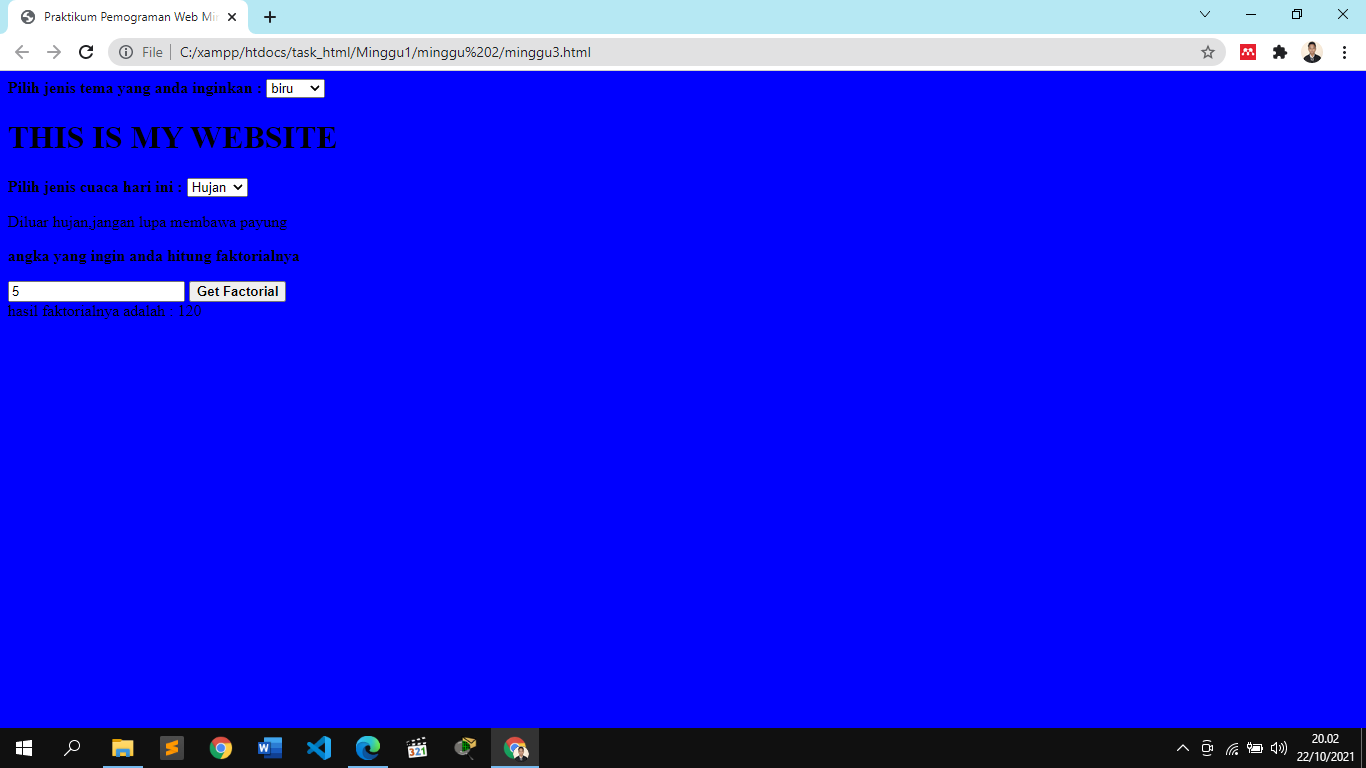 Praktikum Pemograman Web Min
File
C:/xampp/htdocs/task_html/Minggu1/minggu%202/minggu3.html
Pilih jenis tema yang anda inginkan : biru
THIS IS MY WEBSITE
Pilih jenis cuaca hari ini : Hujan
Diluar hujan,jangan lupa membawa payung
angka yang ingin anda hitung faktorialnya
5 Get Factorial
hasil faktorialnya adalah : 120
321
20.02
22/10/2021